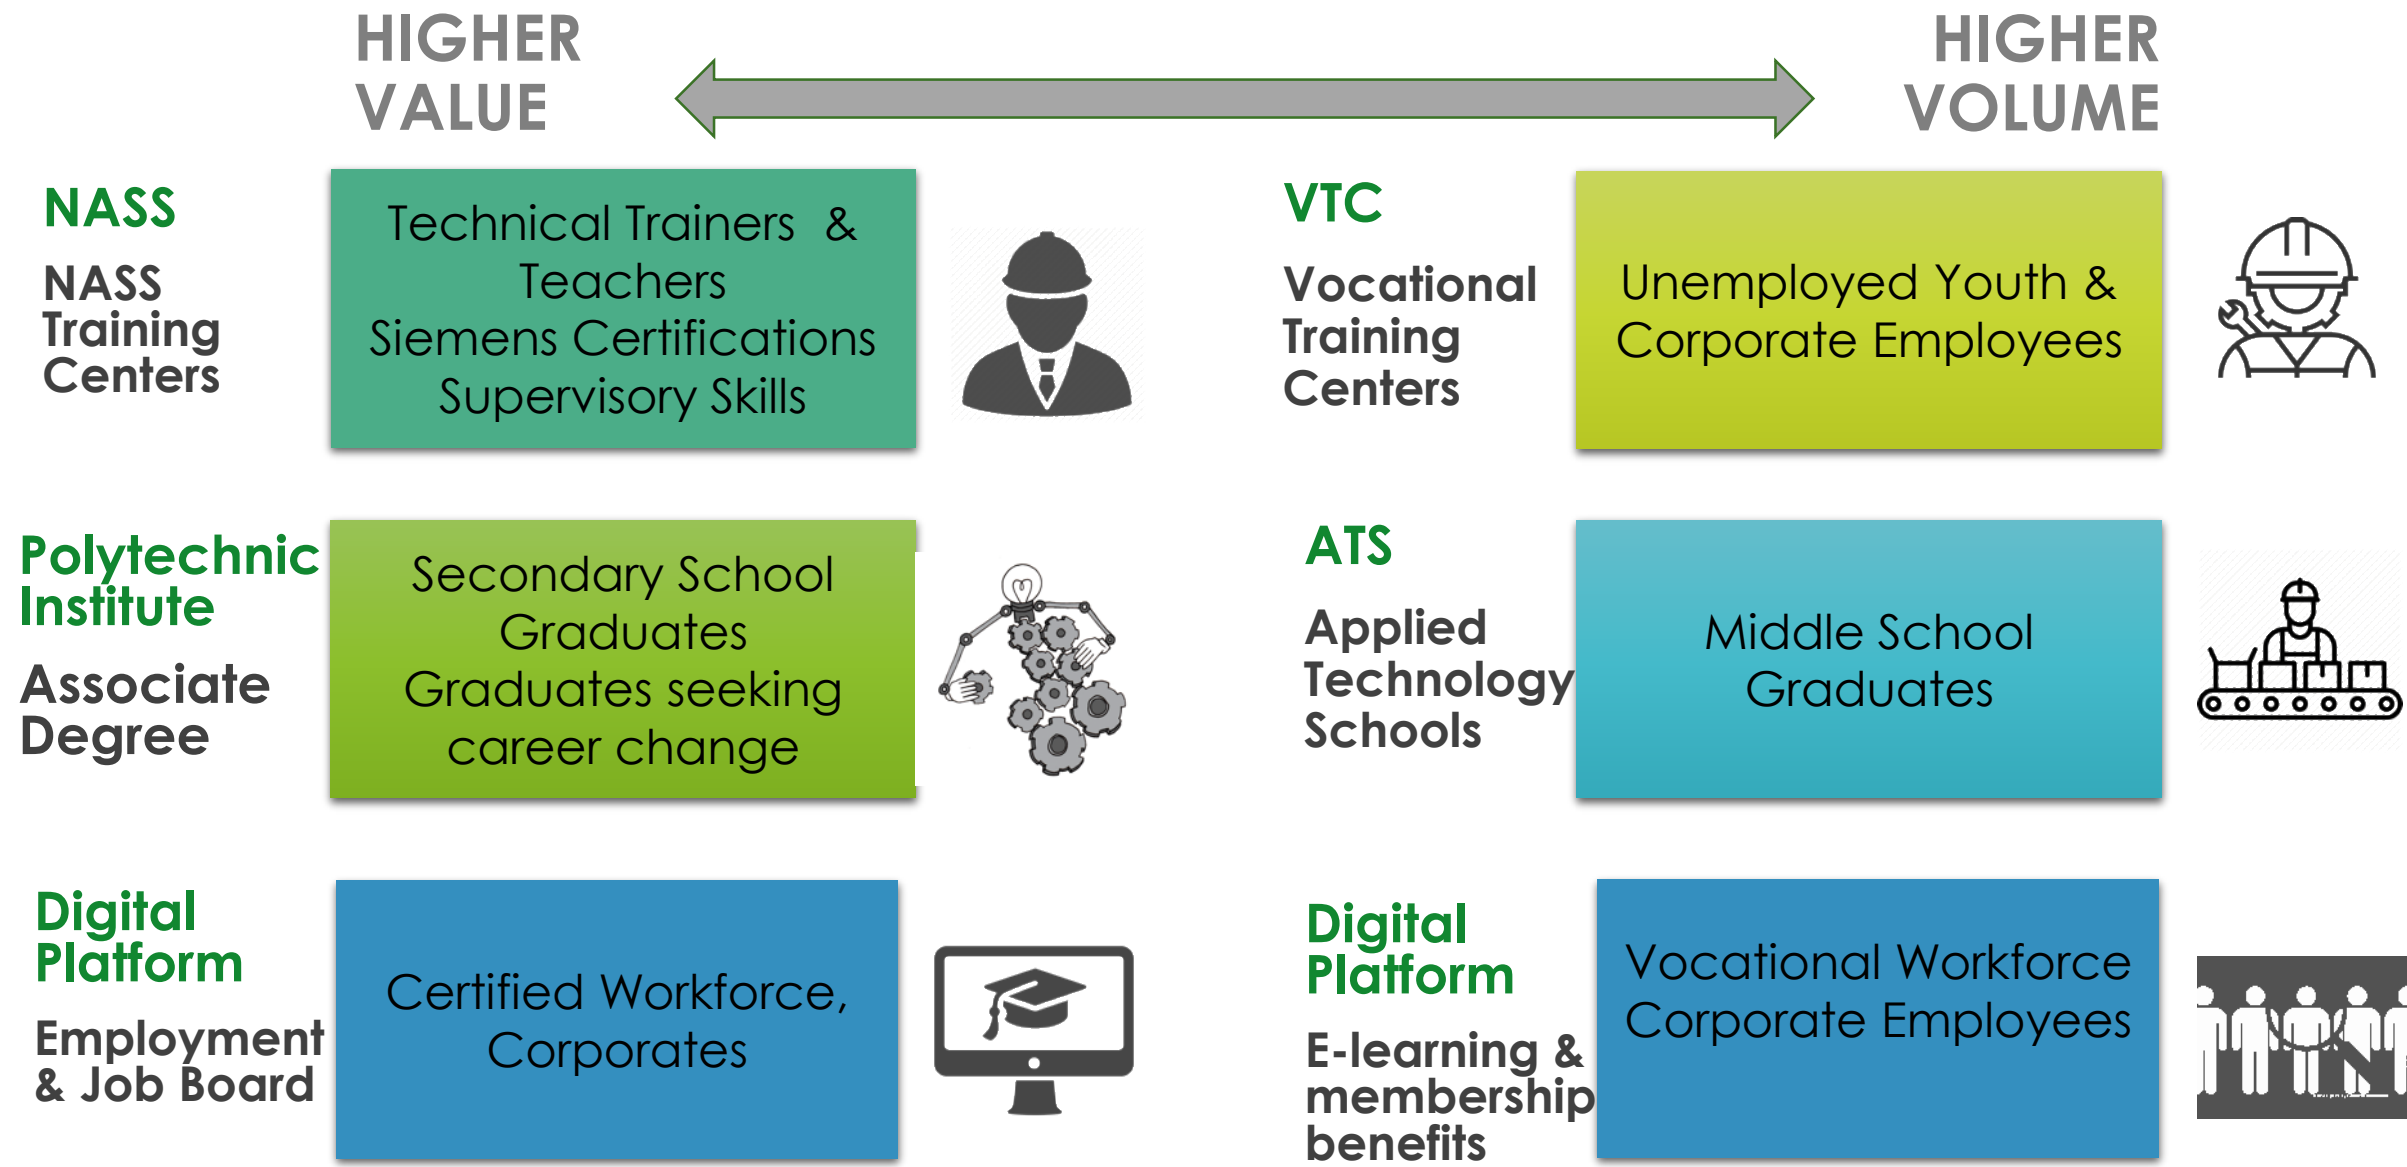 HIGHER
VALUE
HIGHER
VOLUME
NASS
NASS
Training
Centers
Technical Trainers &
Teachers
Siemens Certifications
Supervisory Skills
VTC
Vocational
Training
Centers
Unemployed Youth &
Corporate Employees
Polytechnic
Institute
Associate
Degree
Secondary School
Graduates
Graduates seeking
career change
ATS
Applied
Technology
Schools
Middle School
Graduates
Digital
Platform
Employment
& Job Board
Certified Workforce,
Corporates
Digital
Platform
E-learning &
membership
benefits
Vocational Workforce
Corporate Employees